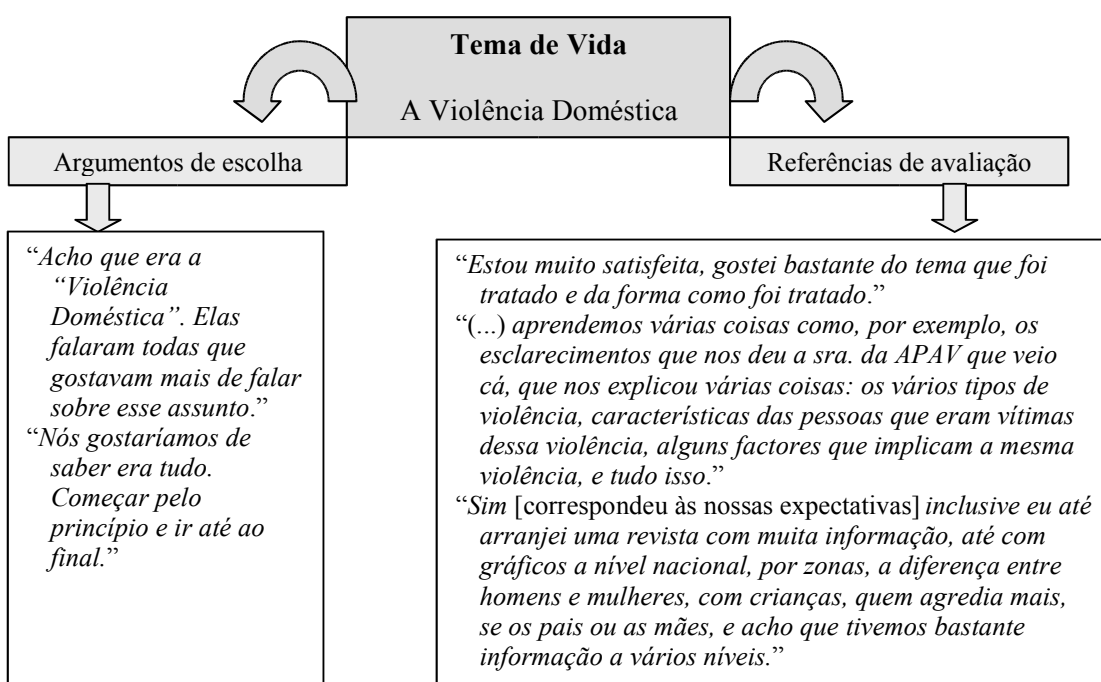 Tema de Vida
A Violência Doméstica
Argumentos de escolha
Referências de avaliação
“Acho que era a
“Violência
Doméstica”. Elas
falaram todas que
gostavam mais de falar
sobre esse assunto.”
“Nós gostaríamos de
saber era tudo.
Começar pelo
princípio e ir até ao
final.”
“Estou muito satisfeita, gostei bastante do tema que foi
tratado e da forma como foi tratado.”
“(...) aprendemos várias coisas como, por exemplo, os
esclarecimentos que nos deu a sra. da APAV que veio
cá, que nos explicou várias coisas: os vários tipos de
violência, características das pessoas que eram vítimas
dessa violência, alguns factores que implicam a mesma
violência, e tudo isso.”
“Sim [correspondeu às nossas expectativas] inclusive eu até
arranjei uma revista com muita informação, até com
gráficos a nível nacional, por zonas, a diferença entre
homens e mulheres, com crianças, quem agredia mais,
se os pais ou as mães, e acho que tivemos bastante
informação a vários níveis.”